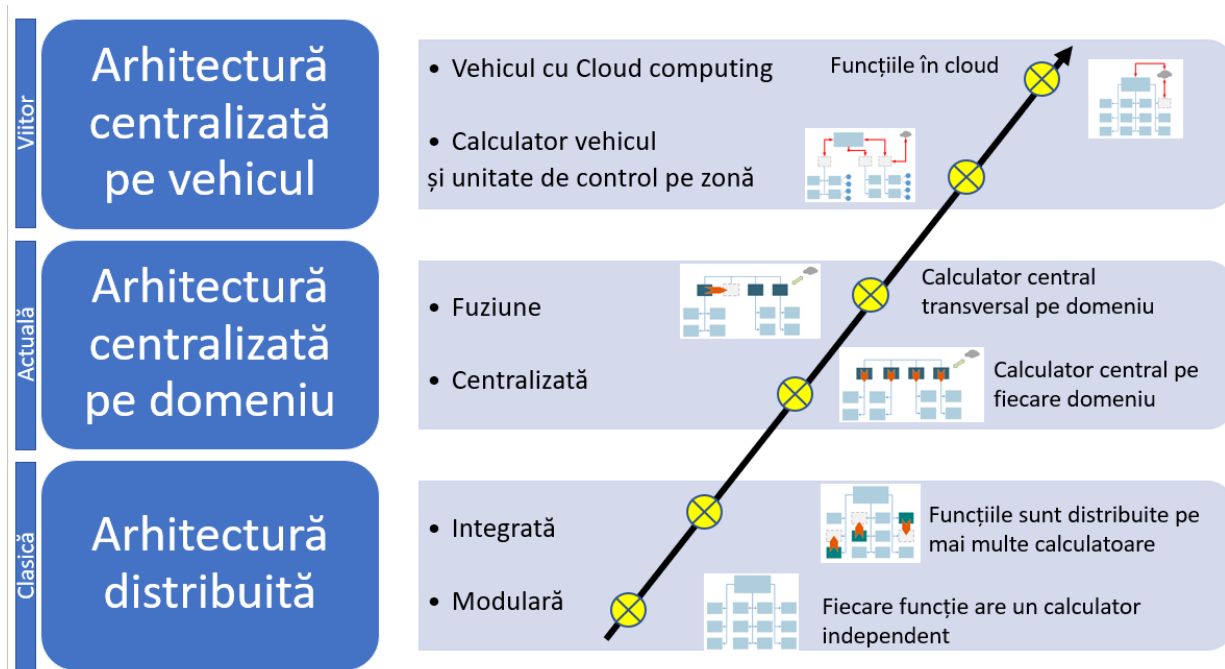 Viitor
Arhitectură
centralizată
pe vehicul
• Vehicul cu Cloud computing
Funcțiile în cloud
• Calculator vehicul
și unitate de control pe zonă
Actuală
Arhitectură
centralizată
pe domeniu
• Fuziune
Calculator central
transversal pe domeniu
• Centralizată
Calculator central pe
fiecare domeniu
Clasică
Arhitectură
distribuită
• Integrată
Funcțiile sunt distribuite pe
mai multe calculatoare
• Modulară
Fiecare funcție are un calculator
independent